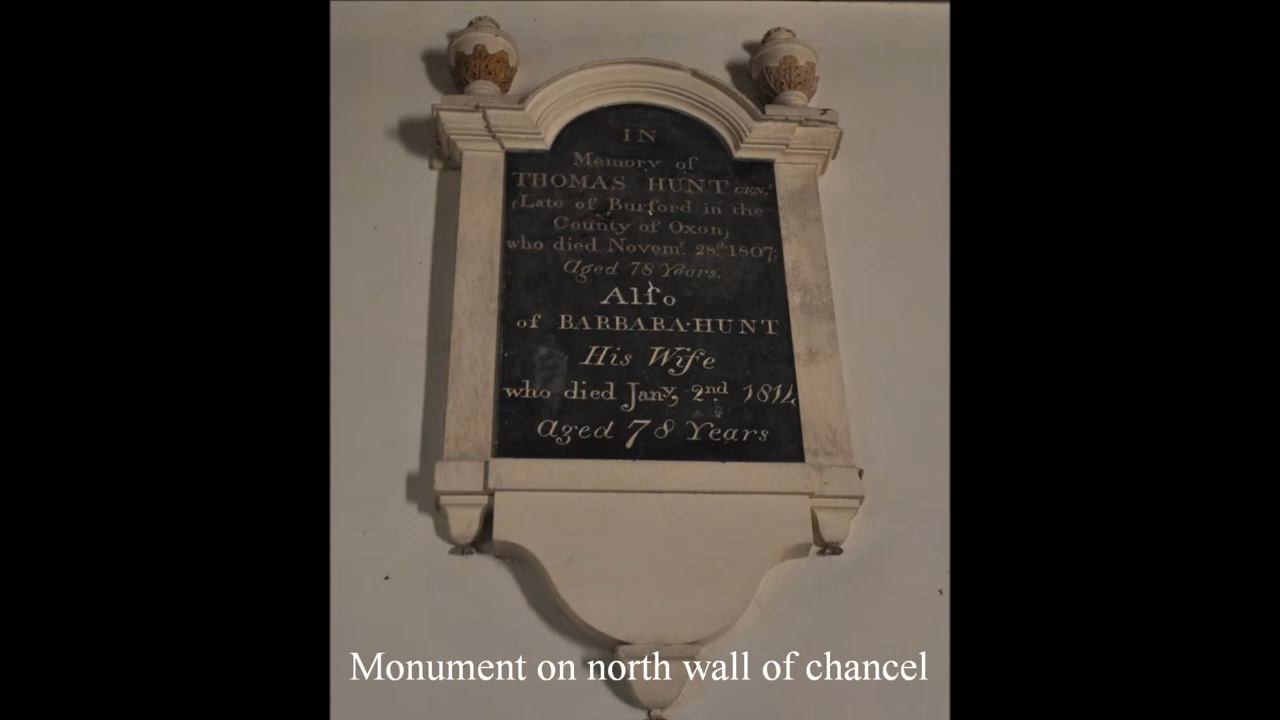 IN
Memory of
THOMAS HUNT GEN.ᵗ
(Late of Burford in the
County of Oxon,
who died Novemʳ. 28ᵗʰ 1807;
Aged 78 Years.
Alſo
of BARBARA·HUNT
His Wife
who died Janʸ, 2ⁿᵈ 1814
Aged 78 Years
Monument on north wall of chancel